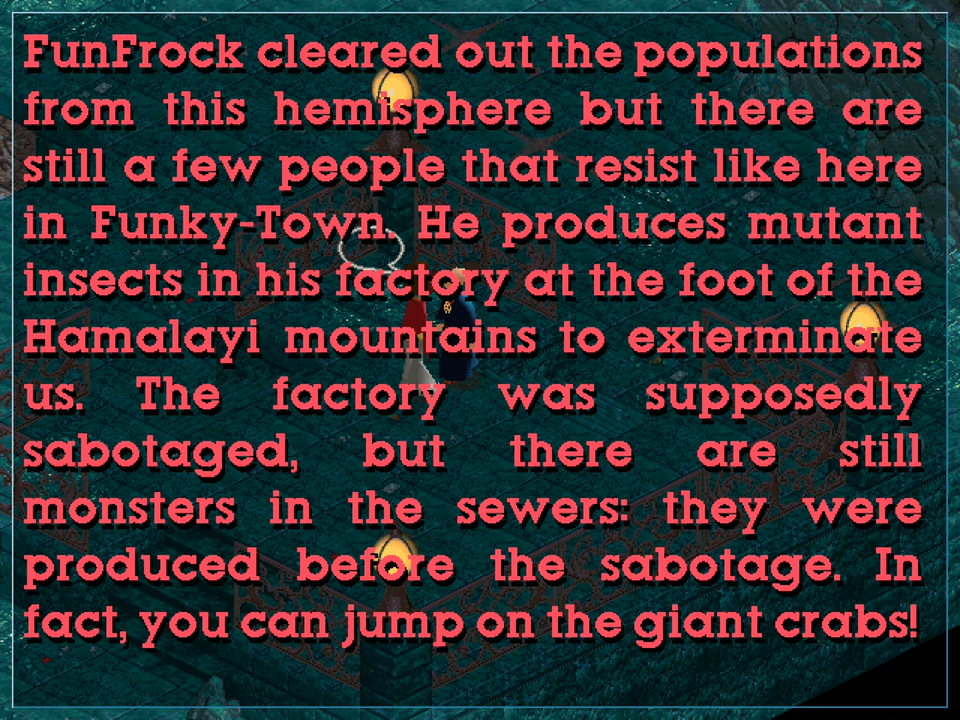 FunFrock cleared out the populations
from this hemisphere but there are
still a few people that resist like here
in Funky-Town. He produces mutant
insects in his factory at the foot of the
Hamalayi mountains to exterminate
us. The factory was supposedly
sabotaged, but there are still
monsters in the sewers: they were
produced before the sabotage. In
fact, you can jump on the giant crabs!